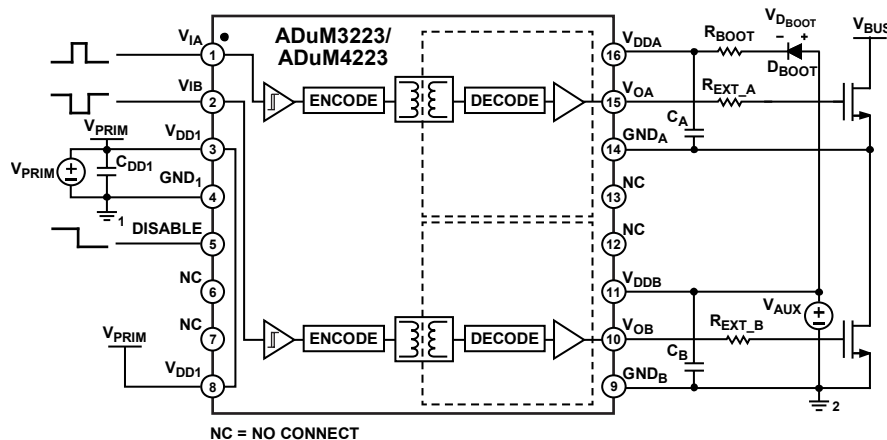 ADuM3223/
ADuM4223
VIA
1
VIB
2
VPRIM
VDD1
3
VPRIM
CDD1
GND1
4
1
DISABLE
5
NC
6
NC
7
VPRIM
VDD1
8
ENCODE
DECODE
ENCODE
DECODE
16
VDDA
RBOOT
VDBOOT
− +
DBOOT
VBUS
15
VOA
REXT_A
CA
14
GNDA
NC
13
NC
12
11
VDDB
VAUX
10
VOB
REXT_B
CB
9
GNDB
2
NC = NO CONNECT